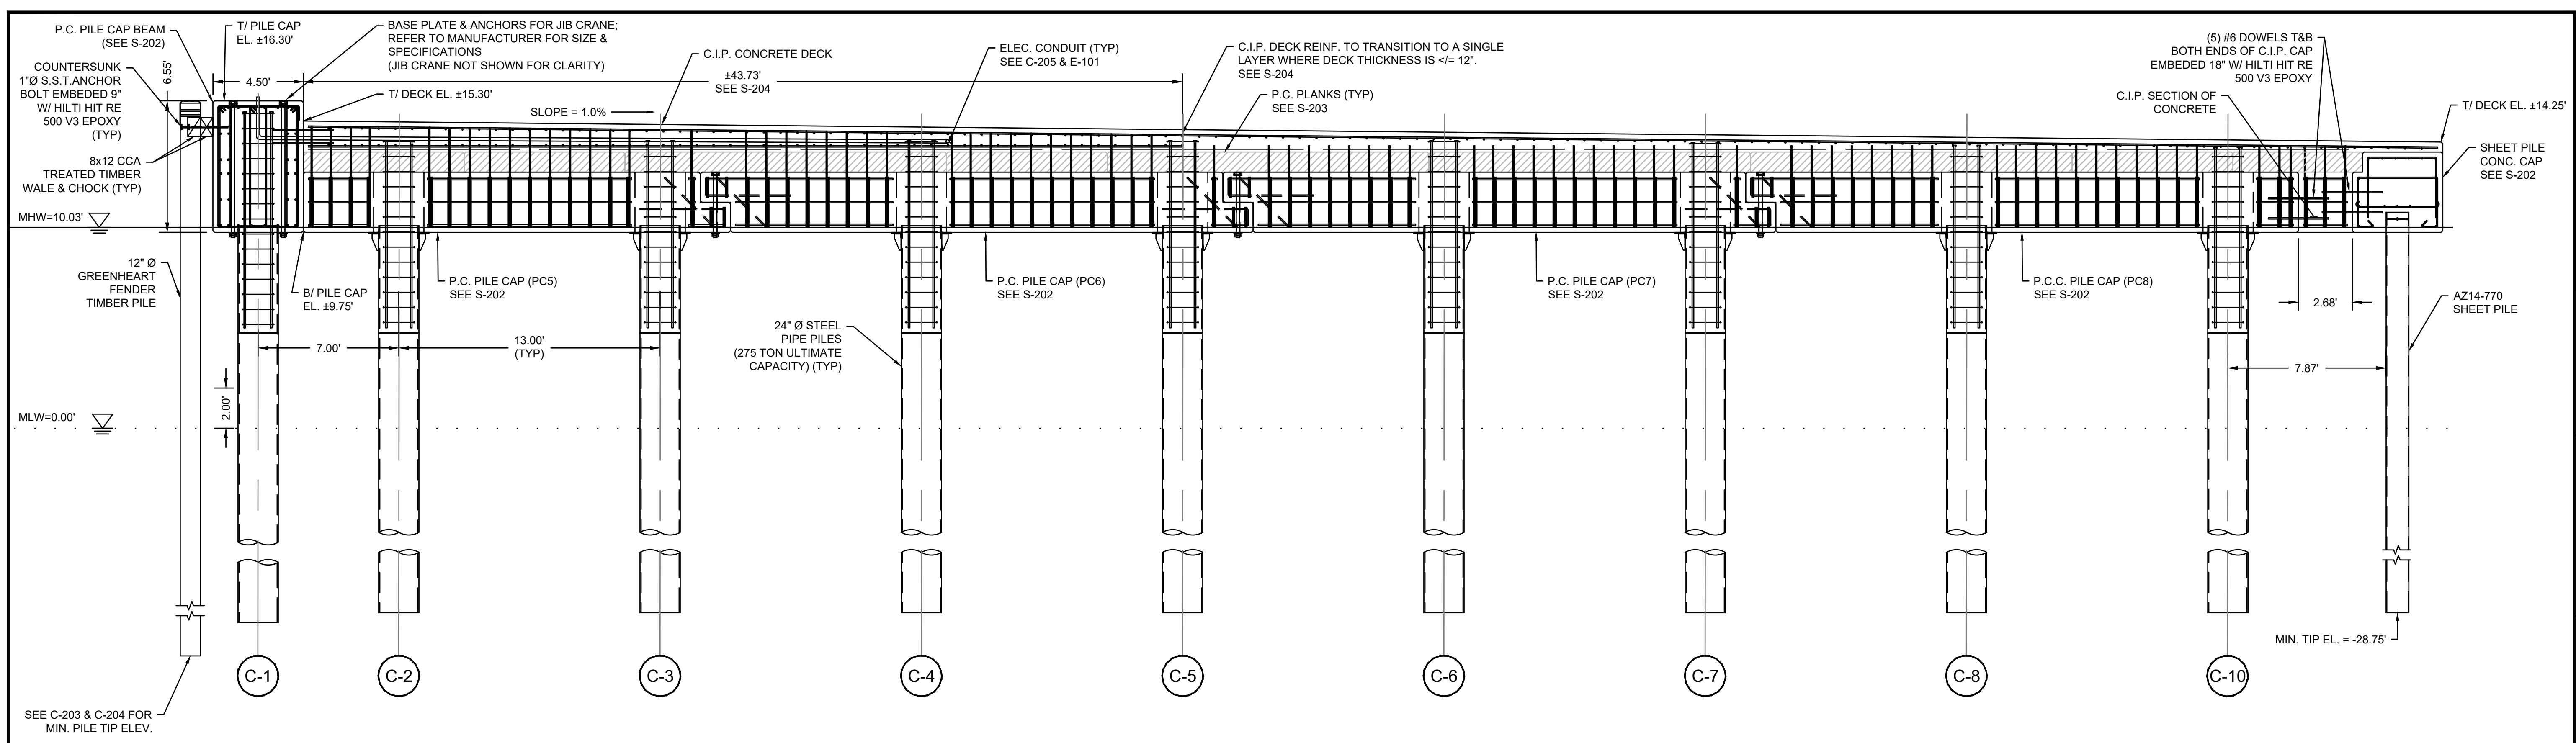 P.C. PILE CAP BEAM
(SEE S-202)
T/ PILE CAP
EL. ±16.30'
BASE PLATE & ANCHORS FOR JIB CRANE;
REFER TO MANUFACTURER FOR SIZE &
SPECIFICATIONS
(JIB CRANE NOT SHOWN FOR CLARITY)
C.I.P. CONCRETE DECK
ELEC. CONDUIT (TYP)
SEE C-205 & E-101
C.I.P. DECK REINF. TO TRANSITION TO A SINGLE
LAYER WHERE DECK THICKNESS IS </= 12".
SEE S-204
(5) #6 DOWELS T&B
BOTH ENDS OF C.I.P. CAP
EMBEDED 18" W/ HILTI HIT RE
500 V3 EPOXY
COUNTERSUNK
1"Ø S.S.T.ANCHOR
BOLT EMBEDED 9"
W/ HILTI HIT RE
500 V3 EPOXY
(TYP)
6.55'
4.50'
±43.73'
SEE S-204
T/ DECK EL. ±15.30'
SLOPE = 1.0%
P.C. PLANKS (TYP)
SEE S-203
C.I.P. SECTION OF
CONCRETE
T/ DECK EL. ±14.25'
8x12 CCA
TREATED TIMBER
WALE & CHOCK (TYP)
SHEET PILE
CONC. CAP
SEE S-202
MHW=10.03'
12" Ø
GREENHEART
FENDER
TIMBER PILE
B/ PILE CAP
EL. ±9.75'
P.C. PILE CAP (PC5)
SEE S-202
P.C. PILE CAP (PC6)
SEE S-202
P.C. PILE CAP (PC7)
SEE S-202
P.C.C. PILE CAP (PC8)
SEE S-202
2.68'
AZ14-770
SHEET PILE
7.00'
13.00'
(TYP)
24" Ø STEEL
PIPE PILES
(275 TON ULTIMATE
CAPACITY) (TYP)
7.87'
2.00'
MLW=0.00'
MIN. TIP EL. = -28.75'
C-1
C-2
C-3
C-4
C-5
C-6
C-7
C-8
C-10
SEE C-203 & C-204 FOR
MIN. PILE TIP ELEV.